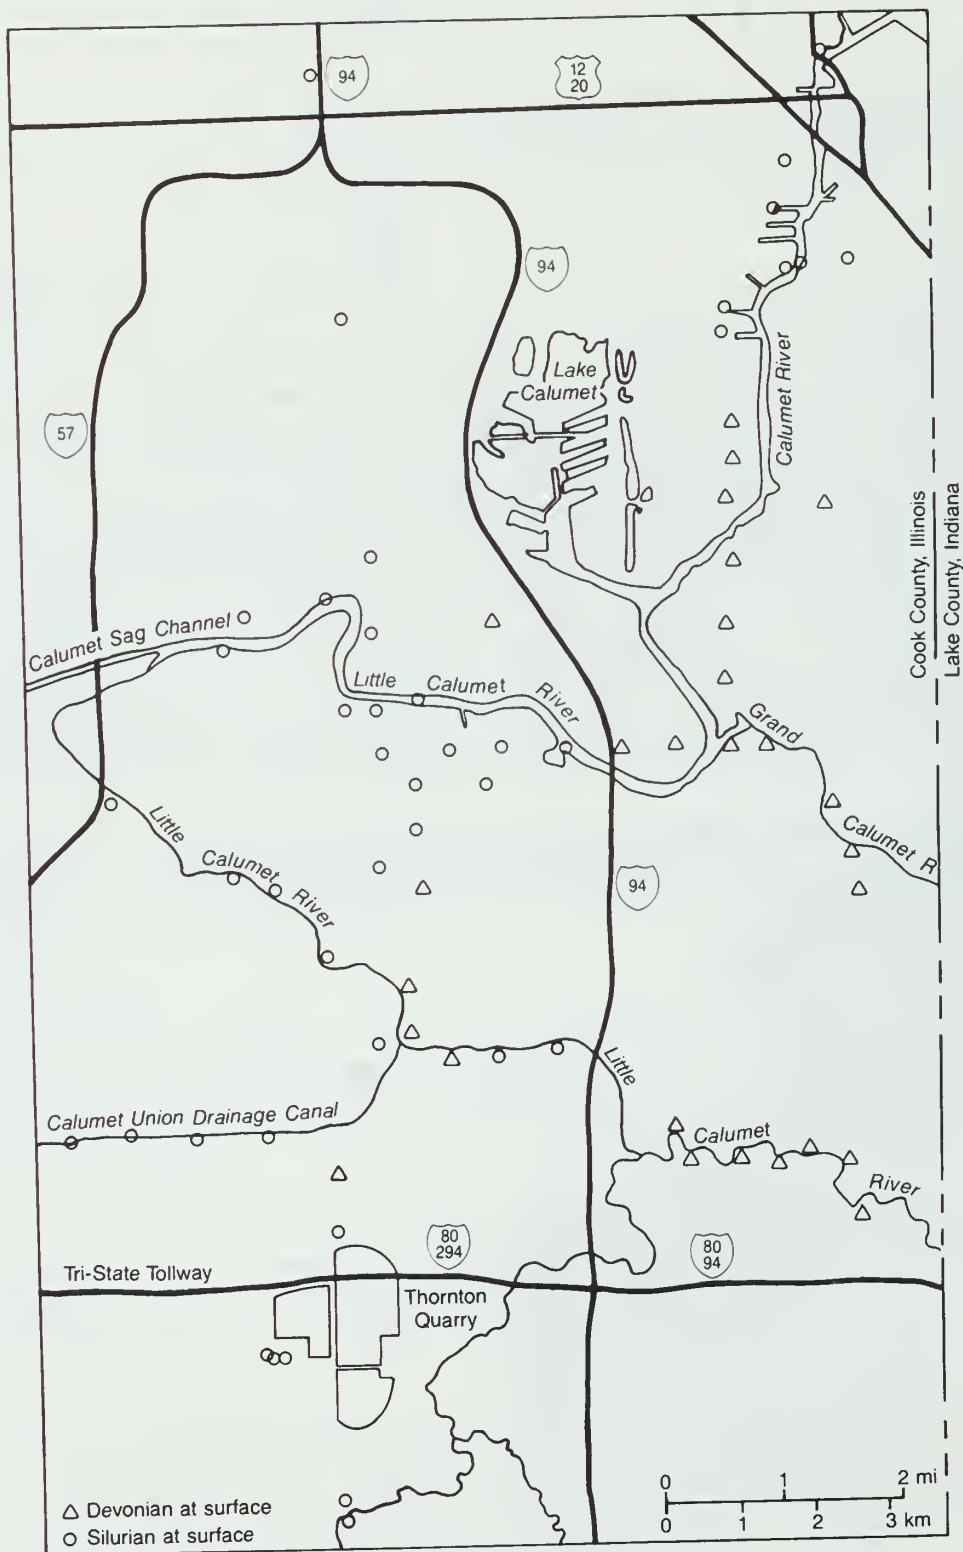 94
12
20
94
57
Lake
Calumet
Calumet River
Cook County, Illinois
Lake County, Indiana
Calumet Sag Channel
Little Calumet River
Grand
Calumet R
Little
Calumet
River
94
Little
Calumet Union Drainage Canal
Calumet
River
80
294
80
94
Tri-State Tollway
Thornton
Quarry
0 1 2 mi
0 1 2 3 km
△ Devonian at surface
○ Silurian at surface